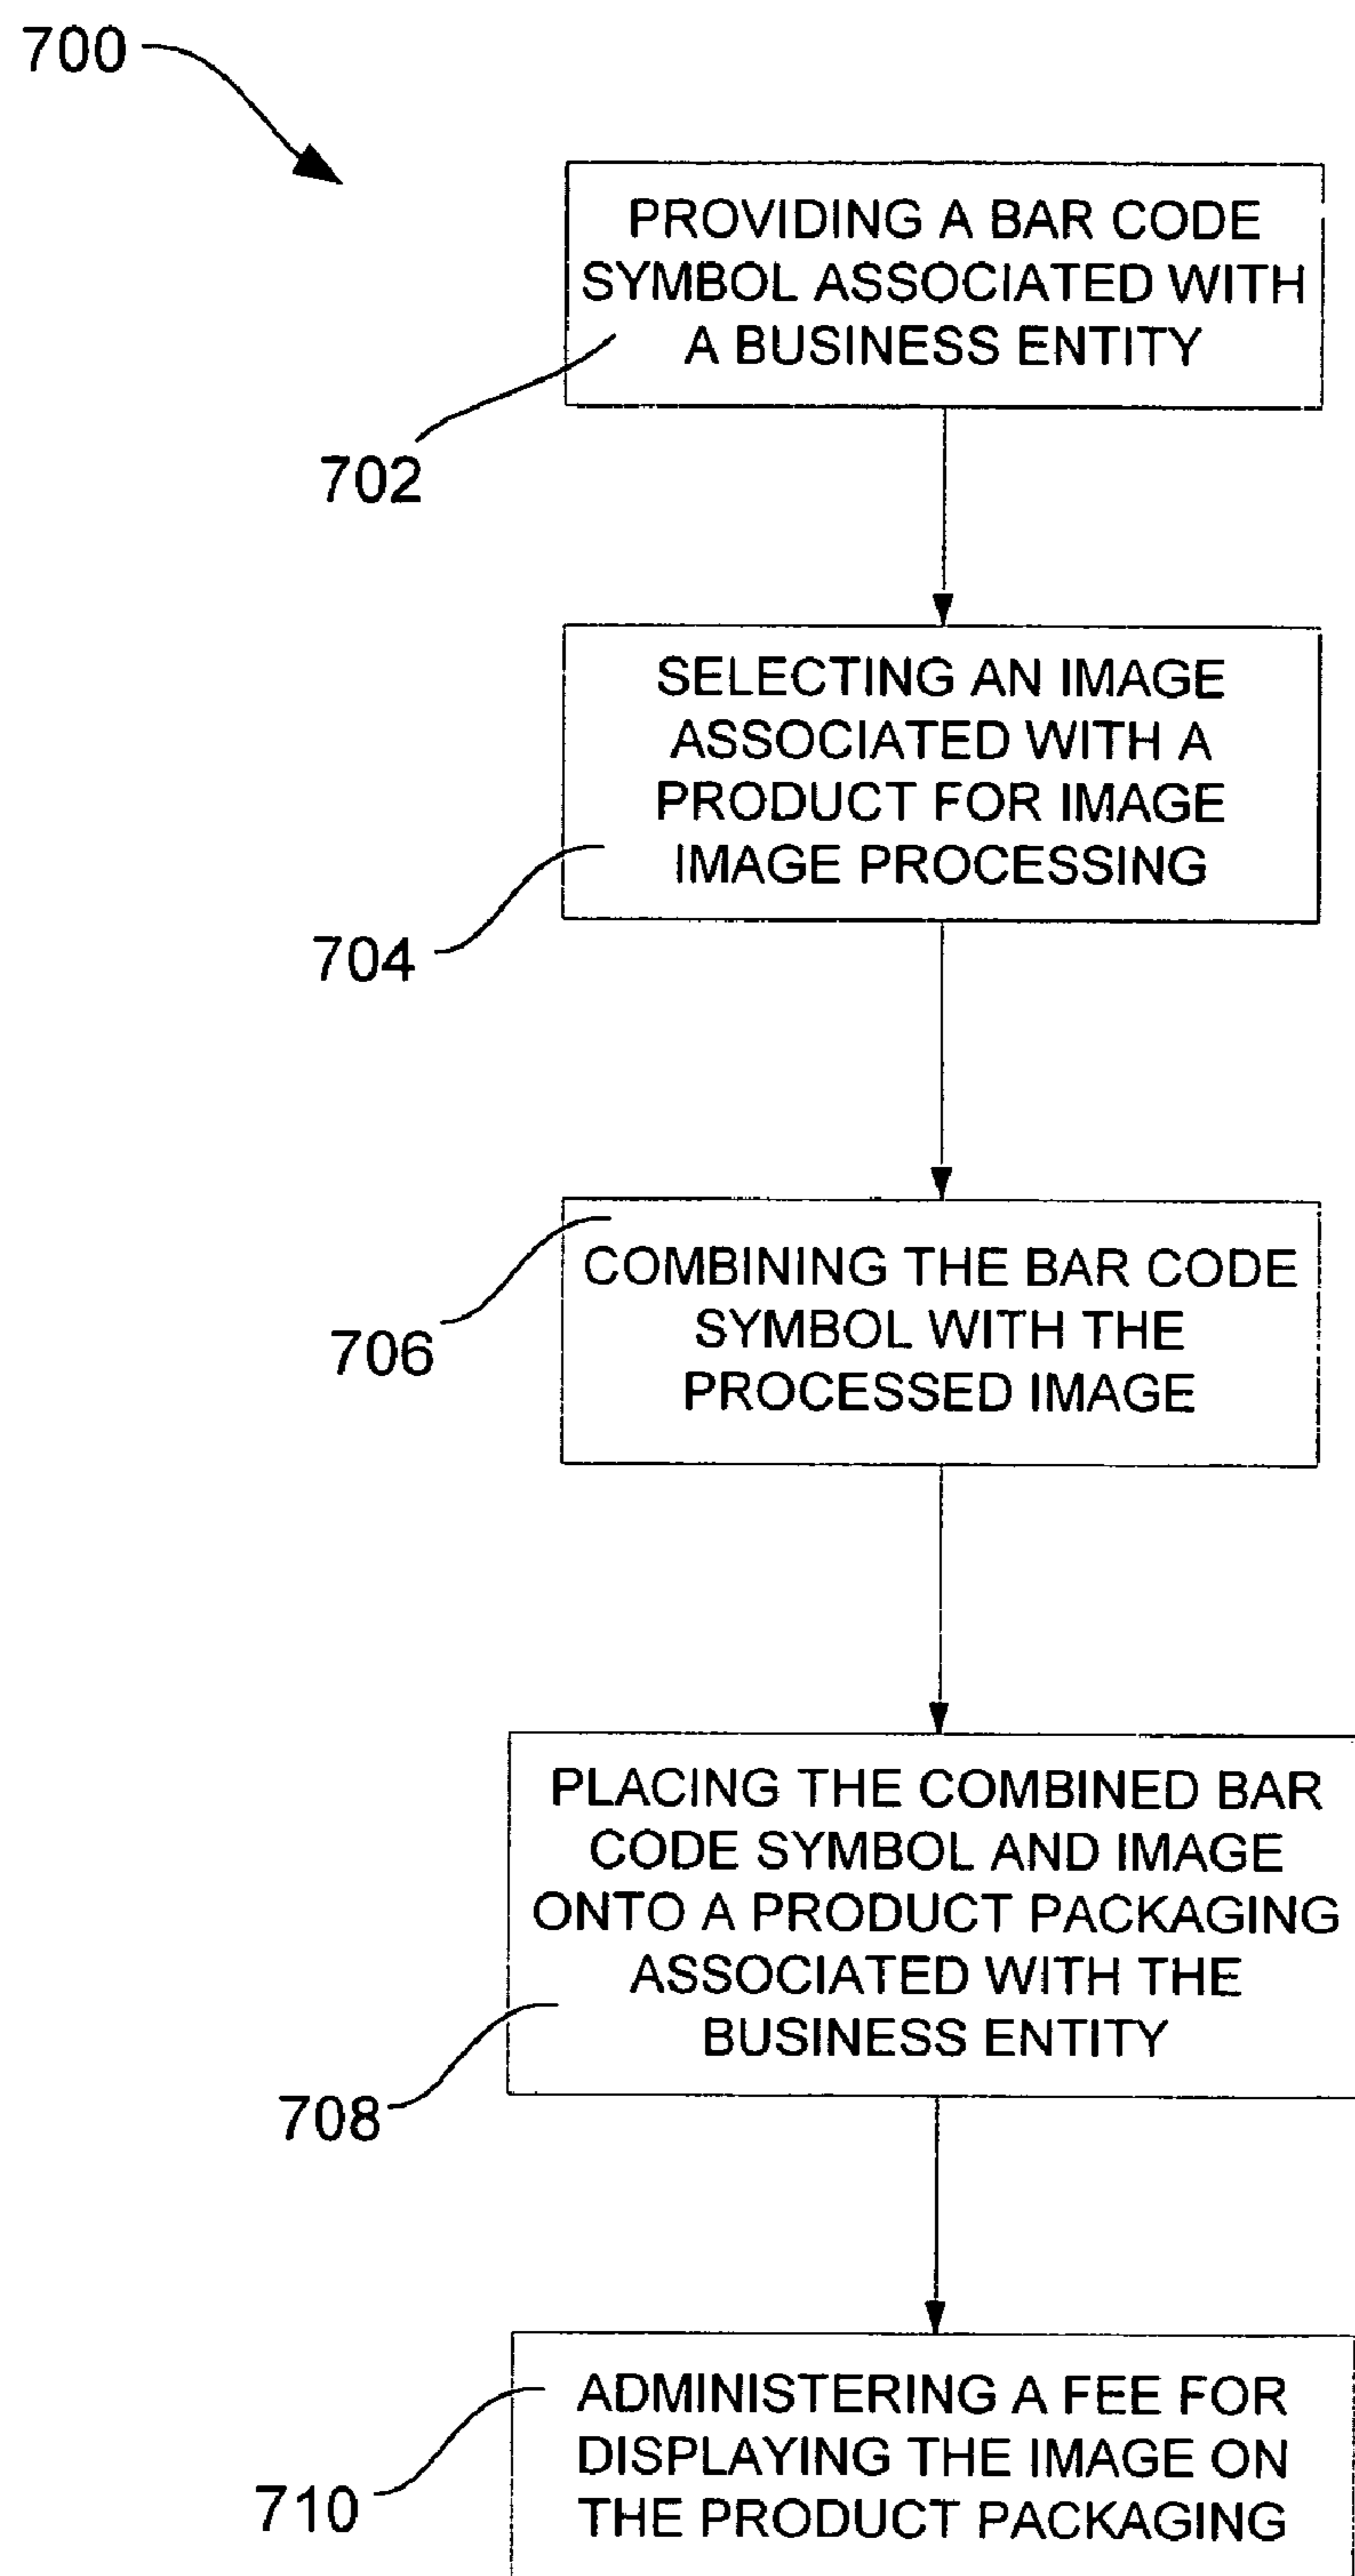 700
PROVIDING A BAR CODE
SYMBOL ASSOCIATED WITH
A BUSINESS ENTITY
702
SELECTING AN IMAGE
ASSOCIATED WITH A
PRODUCT FOR IMAGE
IMAGE PROCESSING
704
COMBINING THE BAR CODE
SYMBOL WITH THE
PROCESSED IMAGE
706
PLACING THE COMBINED BAR
CODE SYMBOL AND IMAGE
ONTO A PRODUCT PACKAGING
ASSOCIATED WITH THE
BUSINESS ENTITY
708
ADMINISTERING A FEE FOR
DISPLAYING THE IMAGE ON
THE PRODUCT PACKAGING
710